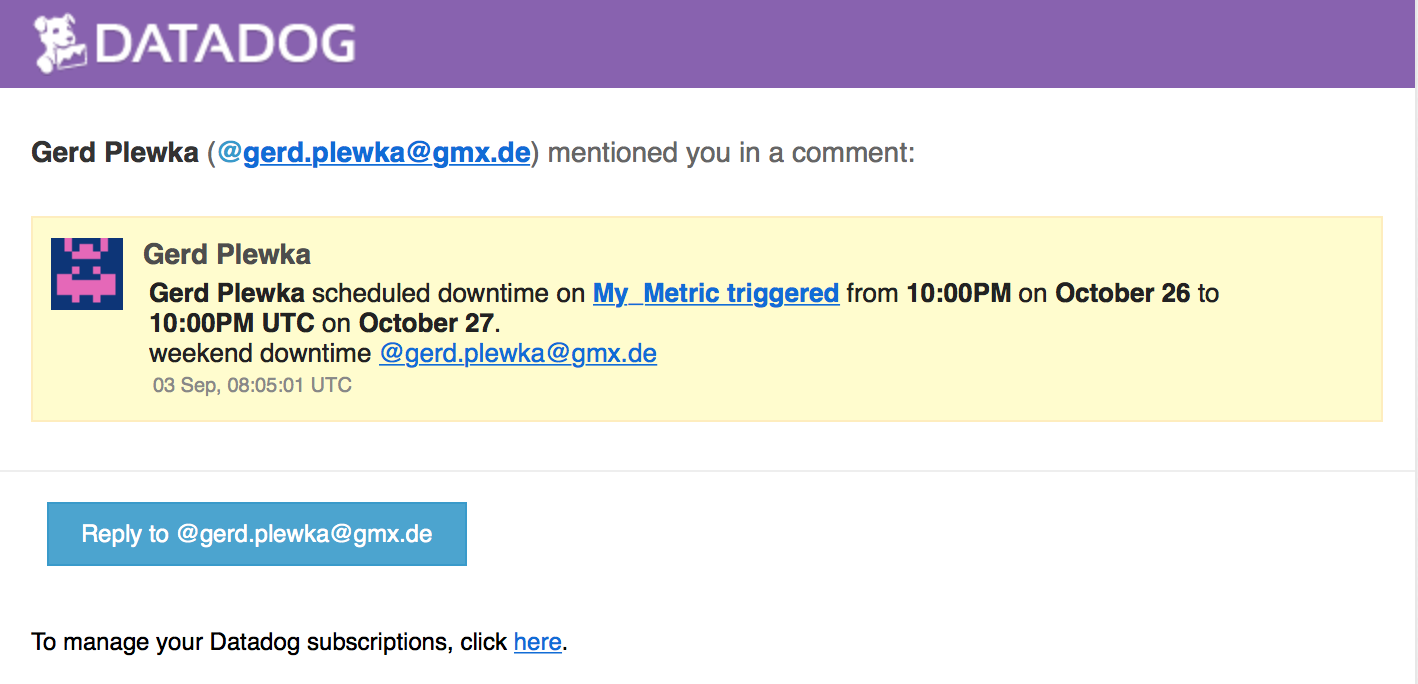 DATADOG
Gerd Plewka (@gerd.plewka@gmx.de) mentioned you in a comment:
Gerd Plewka
Gerd Plewka scheduled downtime on My_Metric triggered from 10:00PM on October 26 to
10:00PM UTC on October 27.
weekend downtime @gerd.plewka@gmx.de
03 Sep, 08:05:01 UTC
Reply to @gerd.plewka@gmx.de
To manage your Datadog subscriptions, click here.